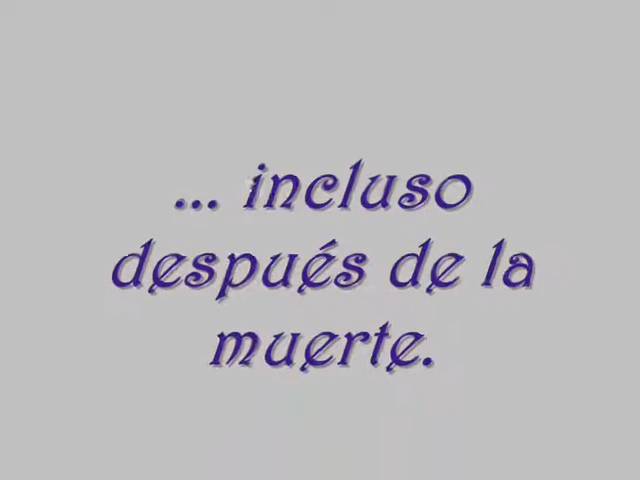 ... incluso
después de la
muerte.